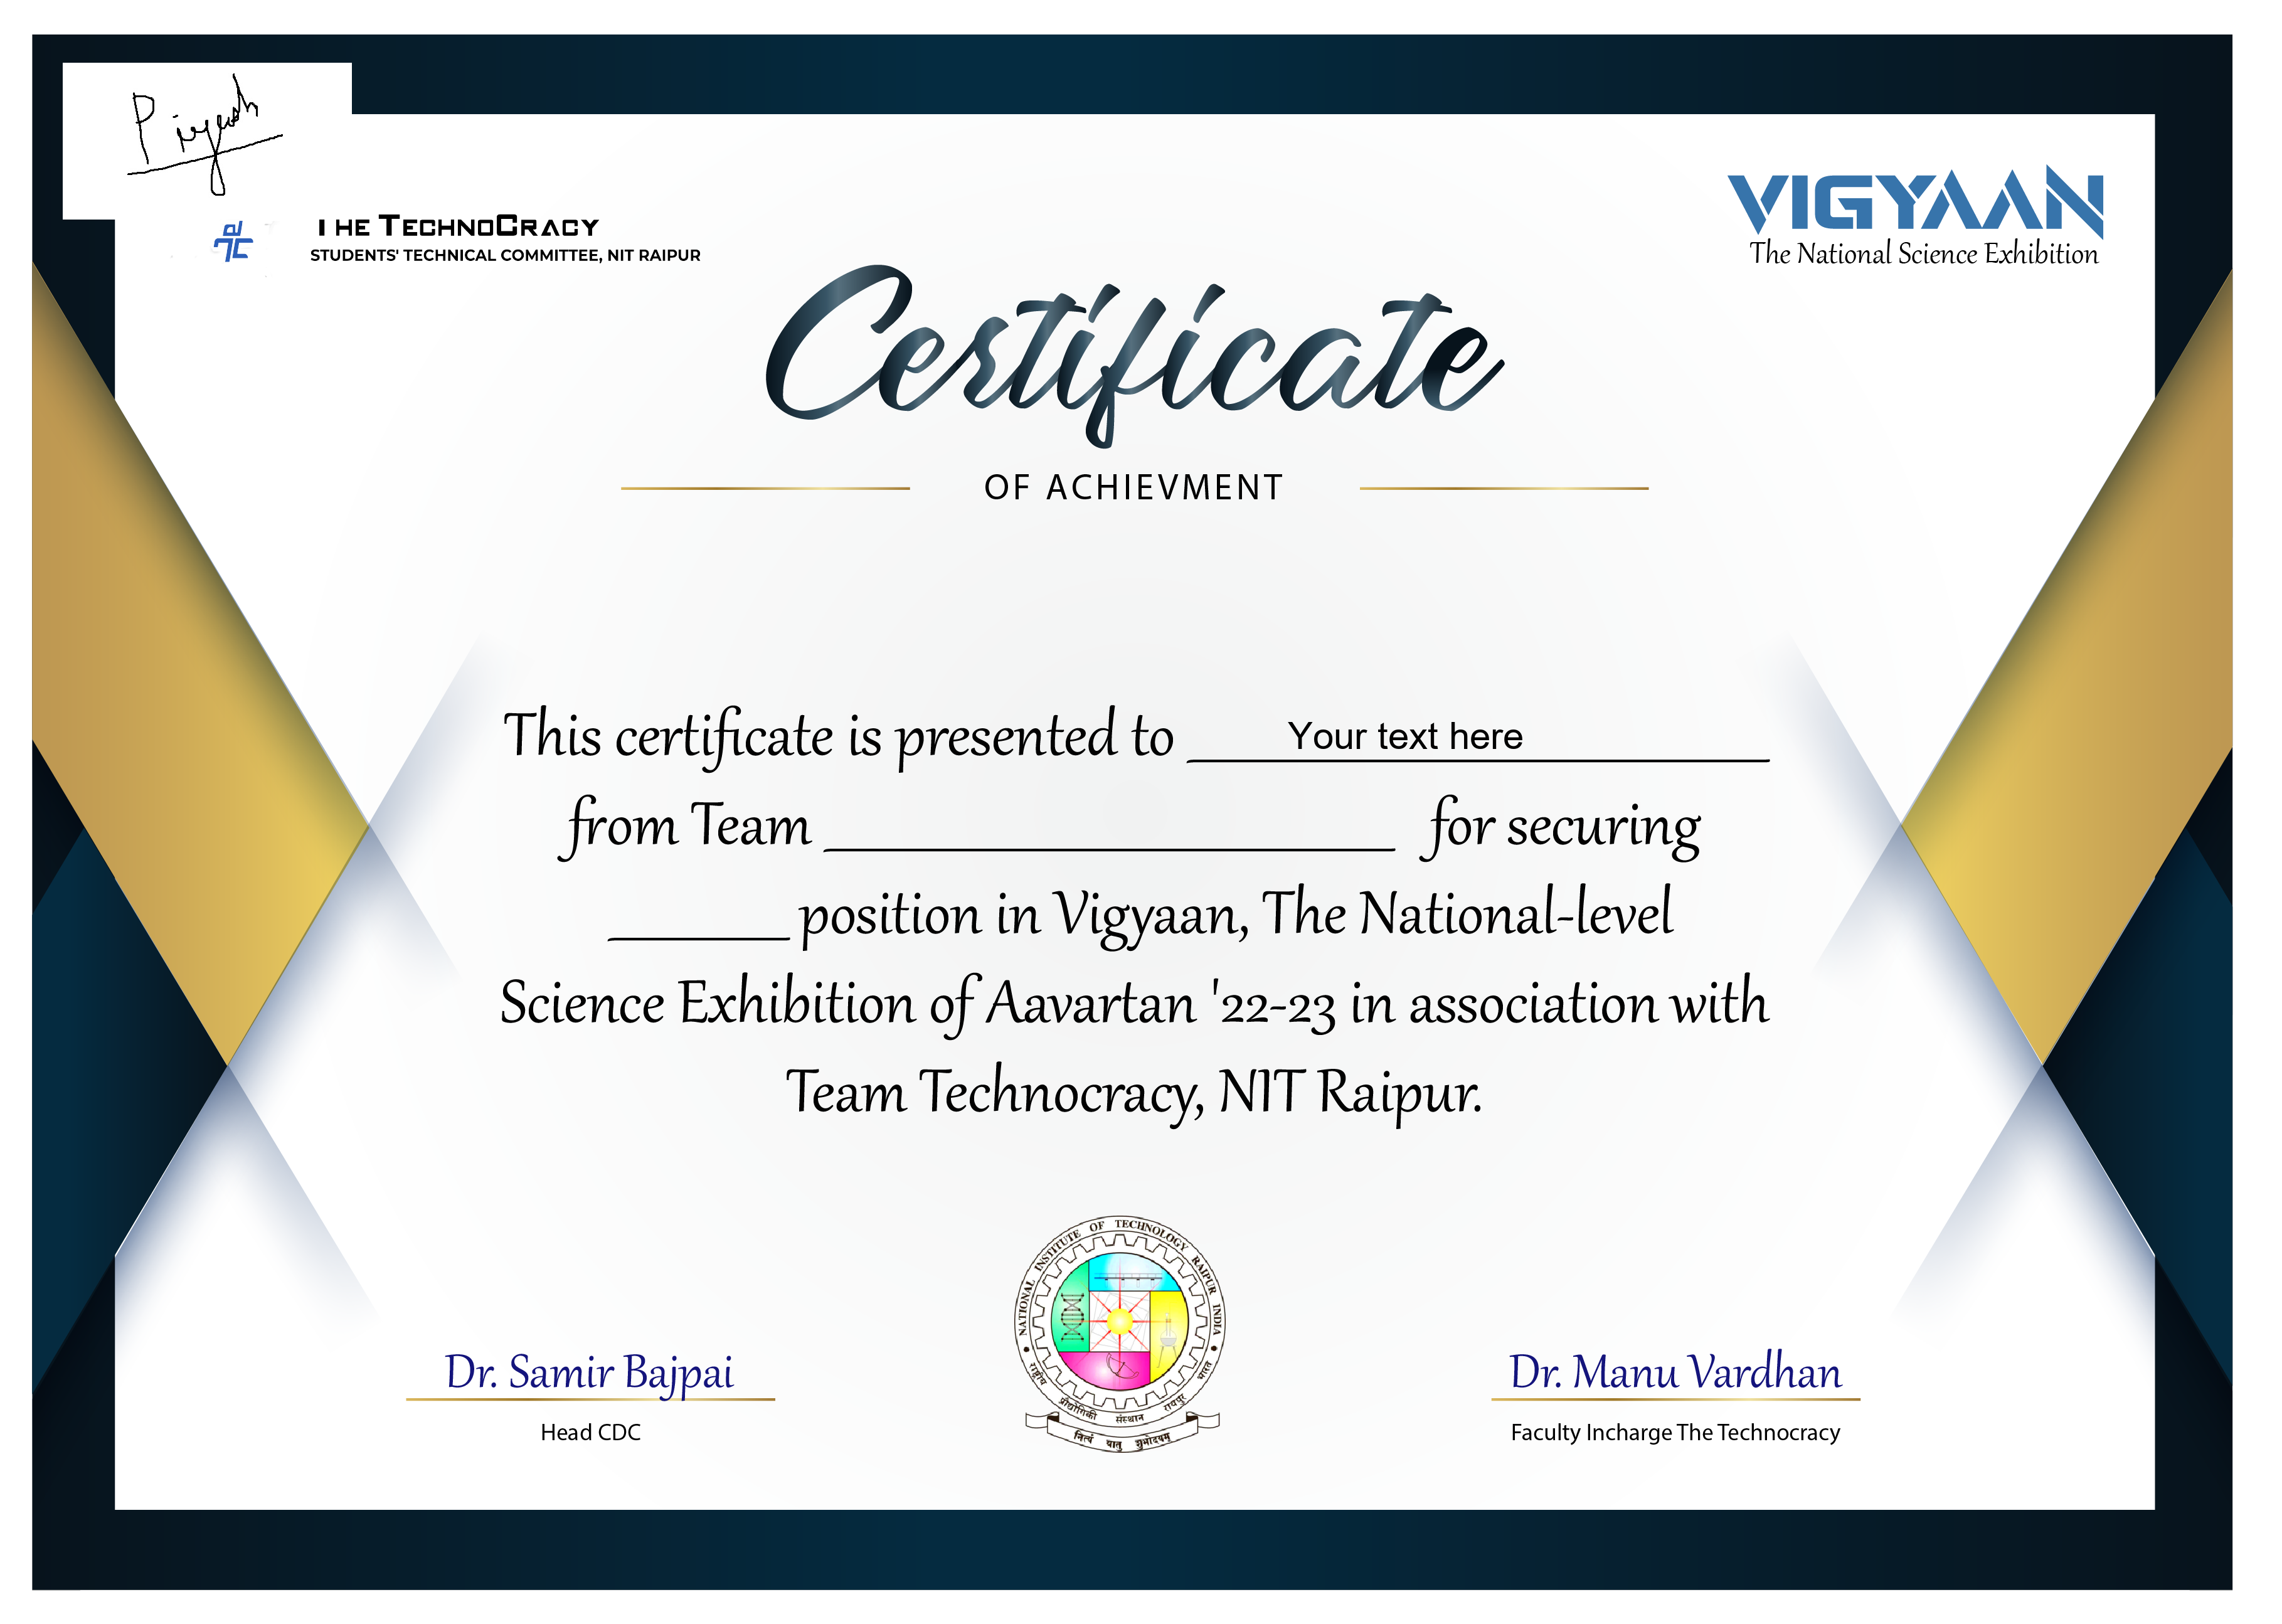 Piyush
THE TECHNOCRACY
STUDENTS' TECHNICAL COMMITTEE, NIT RAIPUR
VIGYAAN
The National Science Exhibition
Certificate
OF ACHIEVMENT
This certificate is presented to Your text here
from Team for securing
position in Vigyaan, The National-level
Science Exhibition of Aavartan '22-23 in association with
Team Technocracy, NIT Raipur.
NATIONAL INSTITUTE OF TECHNOLOGY RAIPUR INDIA
राष्ट्रीय प्रौद्योगिकी संस्थान रायपुर भारत
नित्यं यातु शुभोदयम्
Dr. Samir Bajpai
Head CDC
Dr. Manu Vardhan
Faculty Incharge The Technocracy